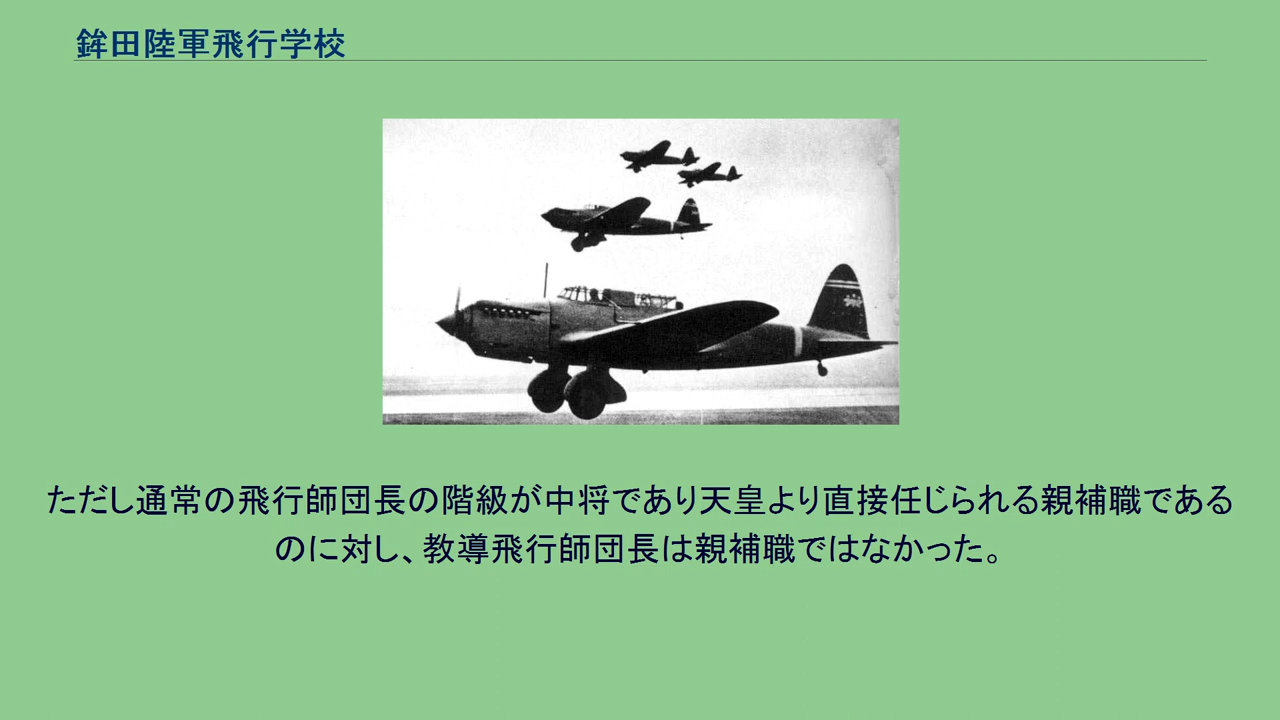 鉾田陸軍飛行学校
ただし通常の飛行師団長の階級が中将であり天皇より直接任じられる親補職である
のに対し、教導飛行師団長は親補職ではなかった。